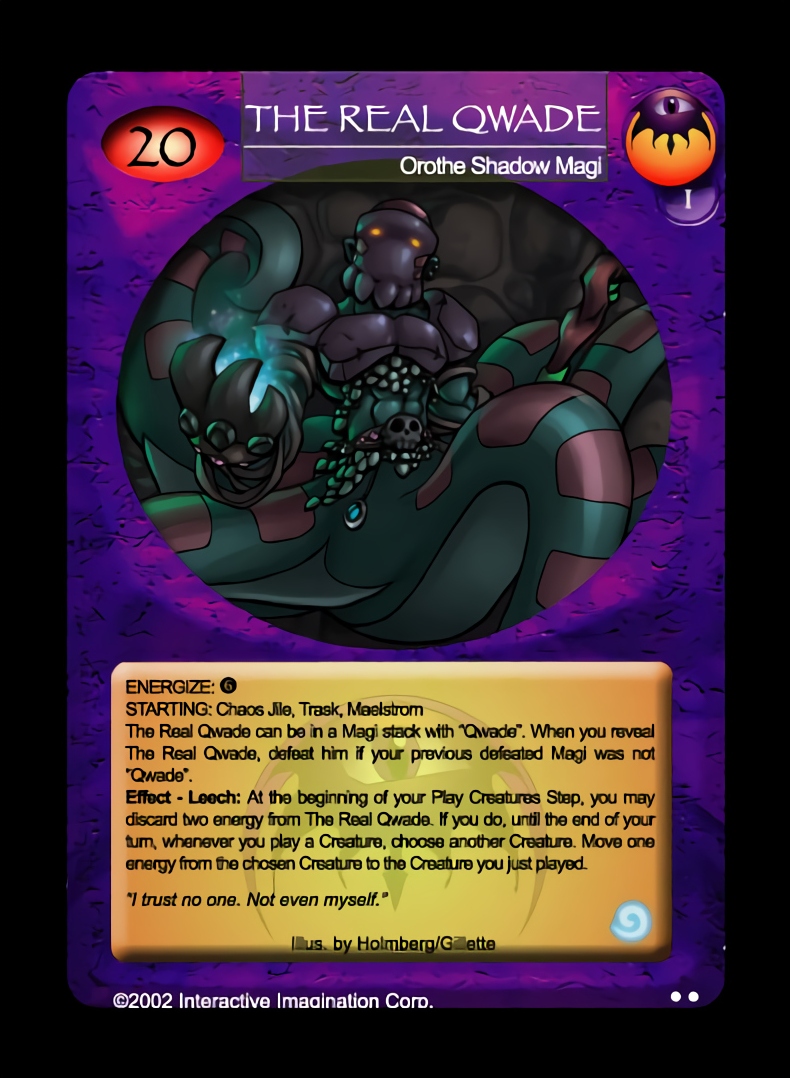 20
THE REAL QWADE
Orothe Shadow Magi
I
ENERGIZE: 6
STARTING: Chaos Jile, Trask, Maelstrom
The Real Qwade can be in a Magi stack with "Qwade". When you reveal
The Real Qwade, defeat him if your previous defeated Magi was not
"Qwade".
Effect - Leech: At the beginning of your Play Creatures Step, you may
discard two energy from The Real Qwade. If you do, until the end of your
turn, whenever you play a Creature, choose another Creature. Move one
energy from the chosen Creature to the Creature you just played.
"I trust no one. Not even myself."
Illus. by Holmberg/Gillette
©2002 Interactive Imagination Corp.